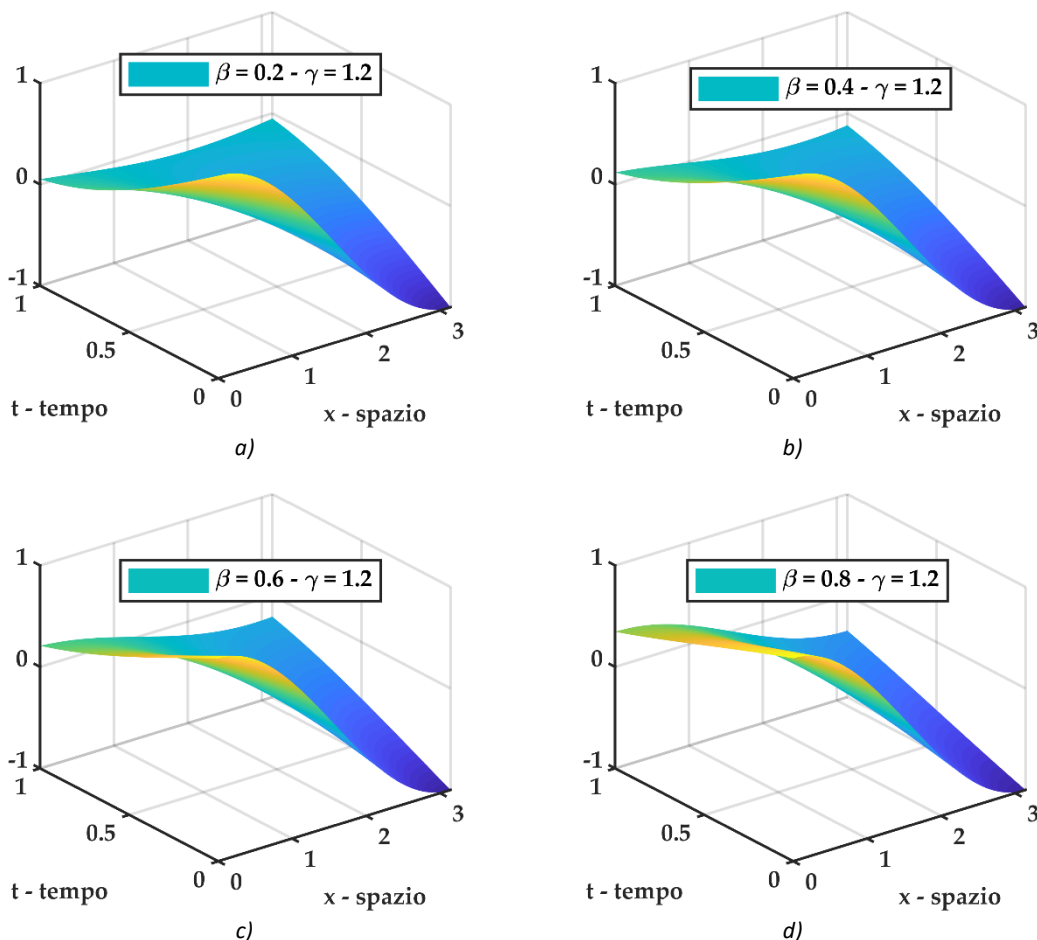 β = 0.2 - γ = 1.2
1
0
-1
1
0.5
0
0
1
2
3
t - tempo
x - spazio
a)
β = 0.4 - γ = 1.2
1
0
-1
1
0.5
0
0
1
2
3
t - tempo
x - spazio
b)
β = 0.6 - γ = 1.2
1
0
-1
1
0.5
0
0
1
2
3
t - tempo
x - spazio
c)
β = 0.8 - γ = 1.2
1
0
-1
1
0.5
0
0
1
2
3
t - tempo
x - spazio
d)